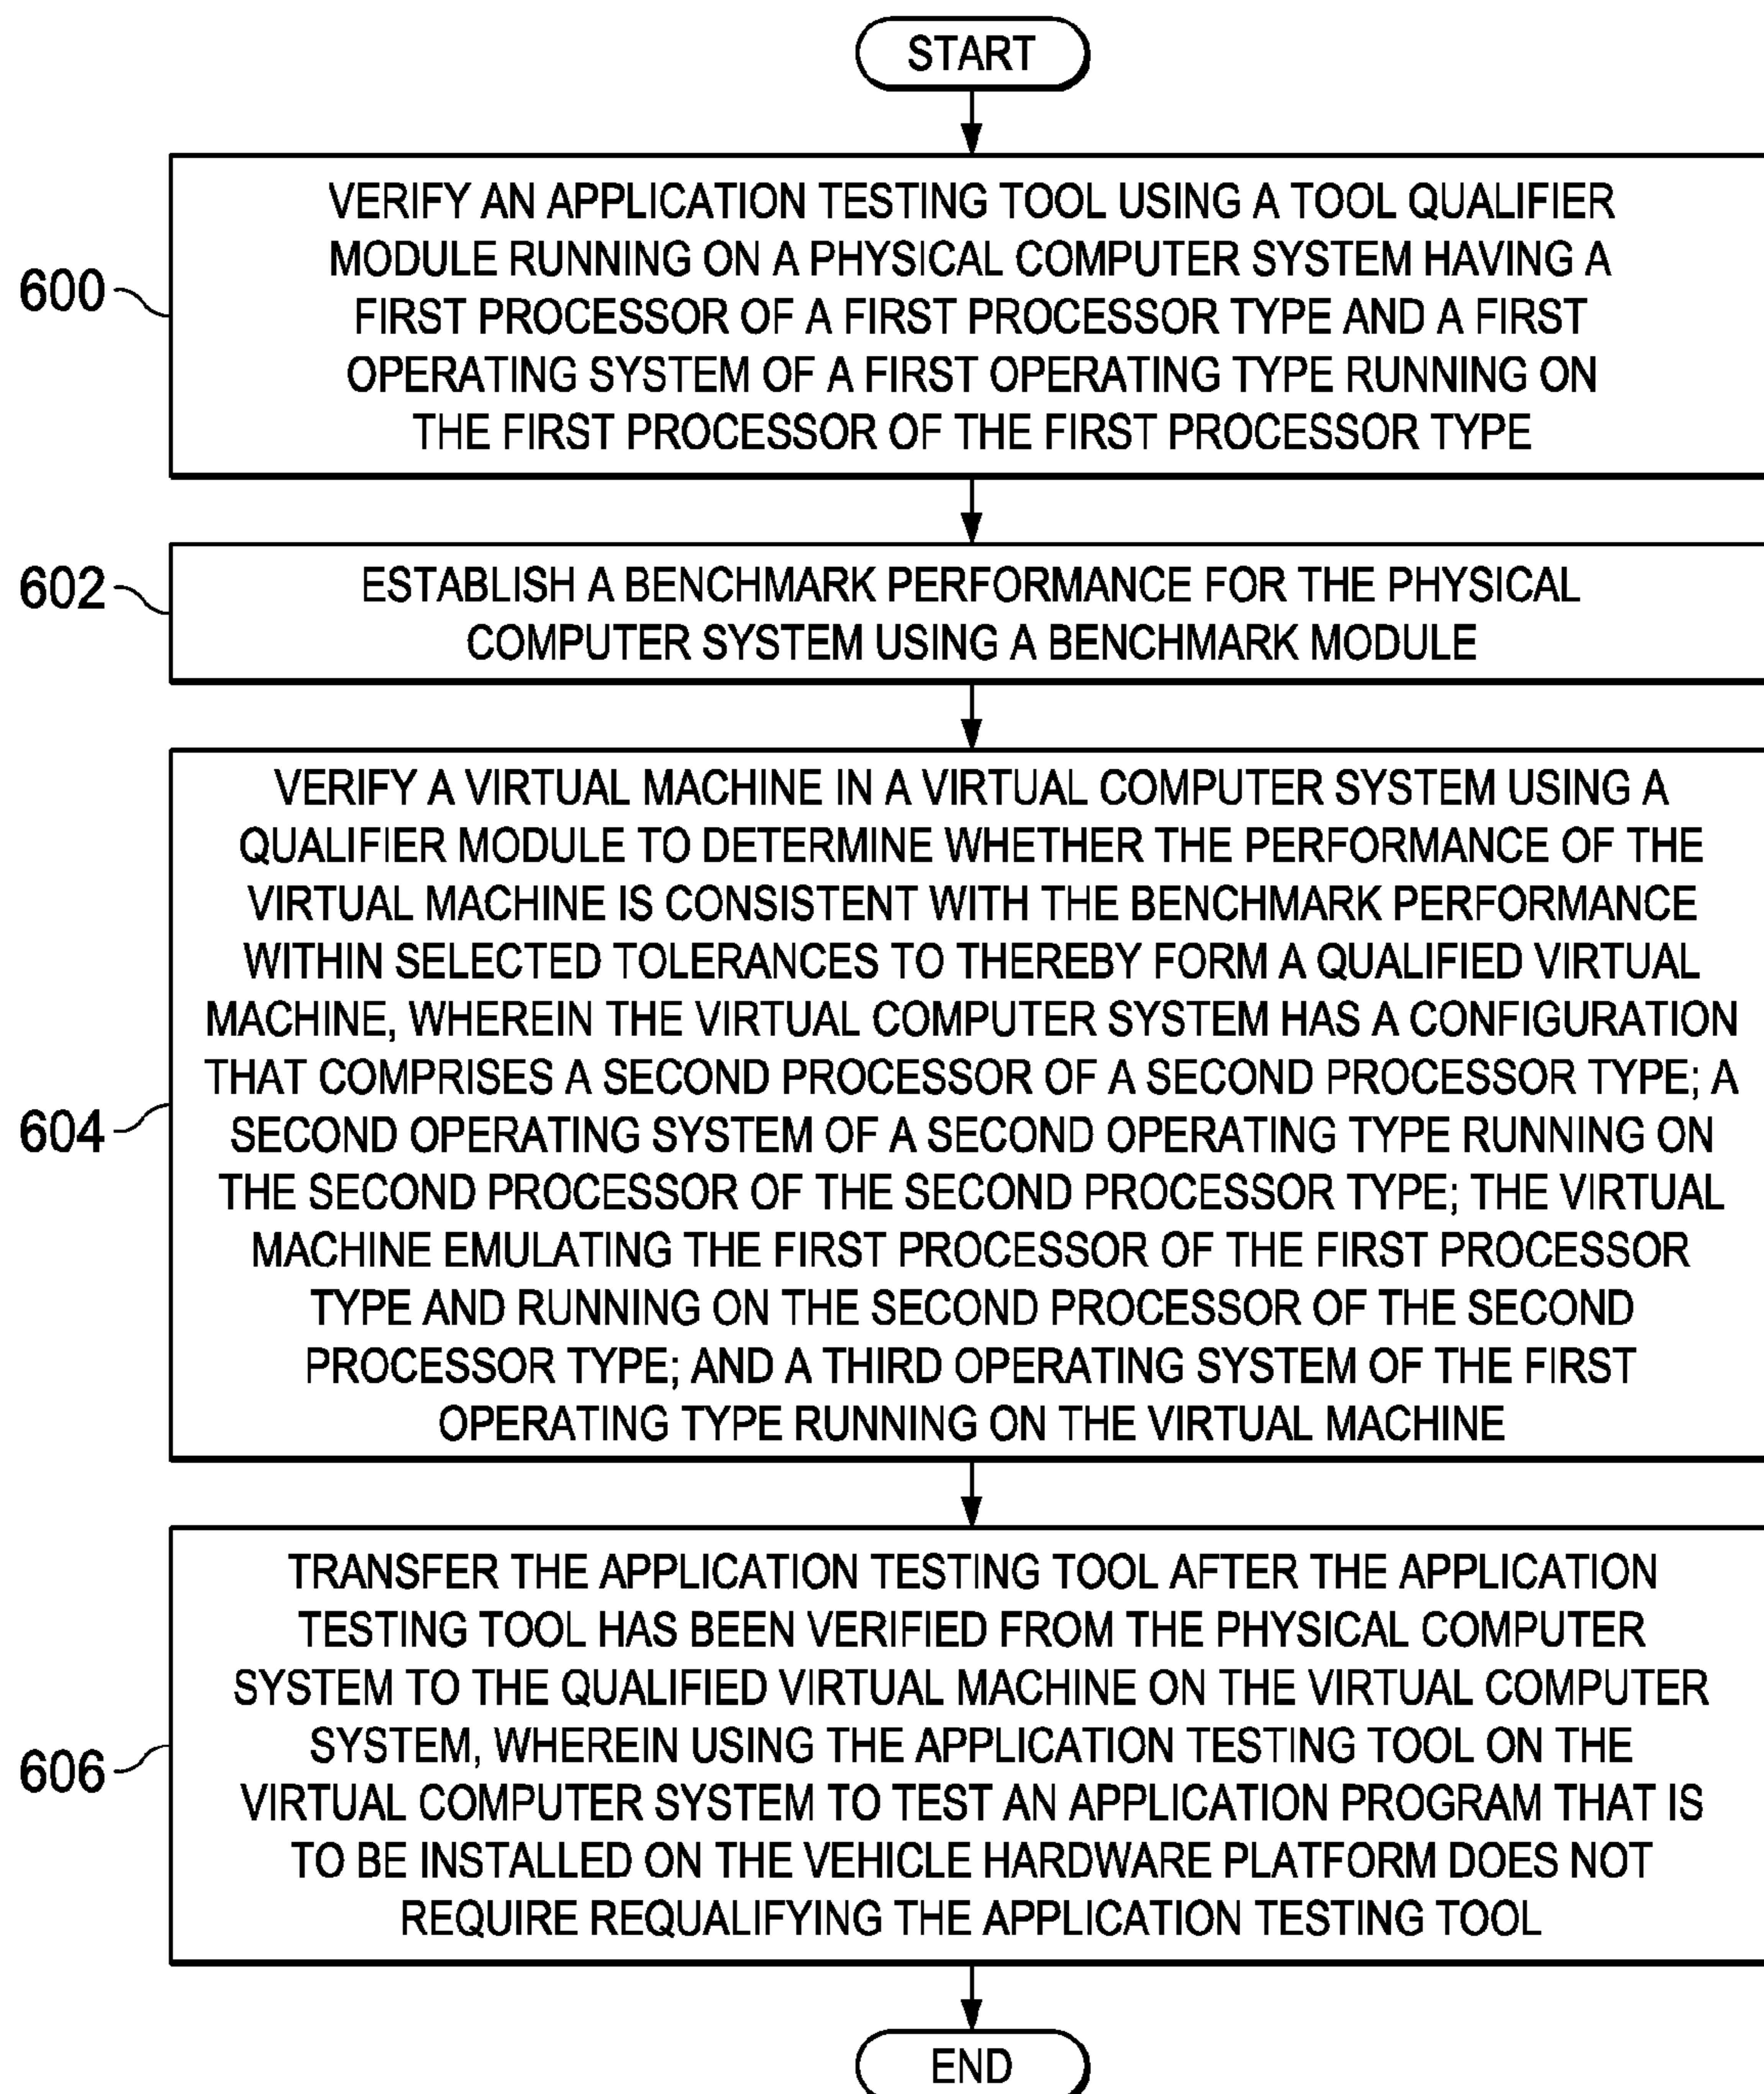 START
VERIFY AN APPLICATION TESTING TOOL USING A TOOL QUALIFIER
MODULE RUNNING ON A PHYSICAL COMPUTER SYSTEM HAVING A
600
FIRST PROCESSOR OF A FIRST PROCESSOR TYPE AND A FIRST
OPERATING SYSTEM OF A FIRST OPERATING TYPE RUNNING ON
THE FIRST PROCESSOR OF THE FIRST PROCESSOR TYPE
602
ESTABLISH A BENCHMARK PERFORMANCE FOR THE PHYSICAL
COMPUTER SYSTEM USING A BENCHMARK MODULE
VERIFY A VIRTUAL MACHINE IN A VIRTUAL COMPUTER SYSTEM USING A
QUALIFIER MODULE TO DETERMINE WHETHER THE PERFORMANCE OF THE
VIRTUAL MACHINE IS CONSISTENT WITH THE BENCHMARK PERFORMANCE
WITHIN SELECTED TOLERANCES TO THEREBY FORM A QUALIFIED VIRTUAL
MACHINE, WHEREIN THE VIRTUAL COMPUTER SYSTEM HAS A CONFIGURATION
THAT COMPRISES A SECOND PROCESSOR OF A SECOND PROCESSOR TYPE; A
604
SECOND OPERATING SYSTEM OF A SECOND OPERATING TYPE RUNNING ON
THE SECOND PROCESSOR OF THE SECOND PROCESSOR TYPE; THE VIRTUAL
MACHINE EMULATING THE FIRST PROCESSOR OF THE FIRST PROCESSOR
TYPE AND RUNNING ON THE SECOND PROCESSOR OF THE SECOND
PROCESSOR TYPE; AND A THIRD OPERATING SYSTEM OF THE FIRST
OPERATING TYPE RUNNING ON THE VIRTUAL MACHINE
TRANSFER THE APPLICATION TESTING TOOL AFTER THE APPLICATION
TESTING TOOL HAS BEEN VERIFIED FROM THE PHYSICAL COMPUTER
SYSTEM TO THE QUALIFIED VIRTUAL MACHINE ON THE VIRTUAL COMPUTER
SYSTEM, WHEREIN USING THE APPLICATION TESTING TOOL ON THE
606
VIRTUAL COMPUTER SYSTEM TO TEST AN APPLICATION PROGRAM THAT IS
TO BE INSTALLED ON THE VEHICLE HARDWARE PLATFORM DOES NOT
REQUIRE REQUALIFYING THE APPLICATION TESTING TOOL
END